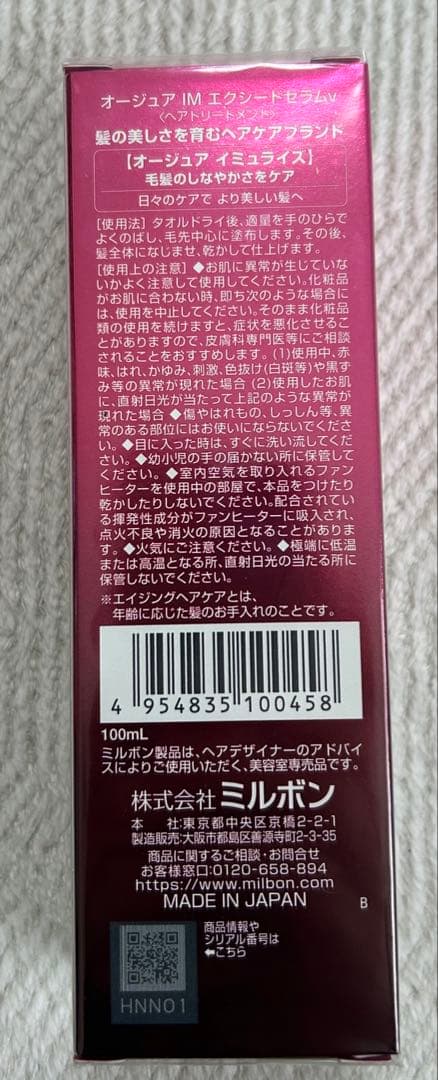 オージュア IM エクシードセラムV
〈ヘアトリートメント〉
髪の美しさを育むヘアケアブランド
【オージュア イミュライズ】
毛髪のしなやかさをケア
日々のケアで より美しい髪へ
［使用法］タオルドライ後、適量を手のひらで
よくのばし、毛先中心に塗布します。その後、
髪全体になじませ、乾かして仕上げます。
［使用上の注意］◆お肌に異常が生じていな
いかよく注意して使用してください。化粧品
がお肌に合わない時、即ち次のような場合に
は、使用を中止してください。そのまま化粧品
類の使用を続けますと、症状を悪化させるこ
とがありますので、皮膚科専門医等にご相談
されることをおすすめします。(1)使用中、赤
味、はれ、かゆみ、刺激、色抜け(白斑等)や黒ず
み等の異常が現れた場合 (2)使用したお肌
に、直射日光が当たって上記のような異常が
現れた場合 ◆傷やはれもの、しっしん等、異
常のある部位にはお使いにならないでくださ
い。◆目に入った時は、すぐに洗い流してくだ
さい。◆幼小児の手の届かない所に保管して
ください。◆室内空気を取り入れるファン
ヒーターを使用中の部屋で、本品をつけたり
乾かしたりしないでください。配合されてい
る揮発性成分がファンヒーターに吸入され、
点火不良や消火の原因となることがありま
す。◆火気にご注意ください。◆極端に低温
または高温となる所、直射日光の当たる所に
保管しないでください。
※エイジングヘアケアとは、
年齢に応じた髪のお手入れのことです。
4 954835 100458
100mL
ミルボン製品は、ヘアデザイナーのアドバイ
スによりご使用いただく、美容室専売品です。
株式会社 ミルボン
本 社:東京都中央区京橋2-2-1
製造販売:大阪市都島区善源寺町2-3-35
商品に関するご相談・お問合せ
お客様窓口:0120-658-894
https://www.milbon.com
MADE IN JAPAN
B
商品情報や
シリアル番号は
⬅こちら
HNN01